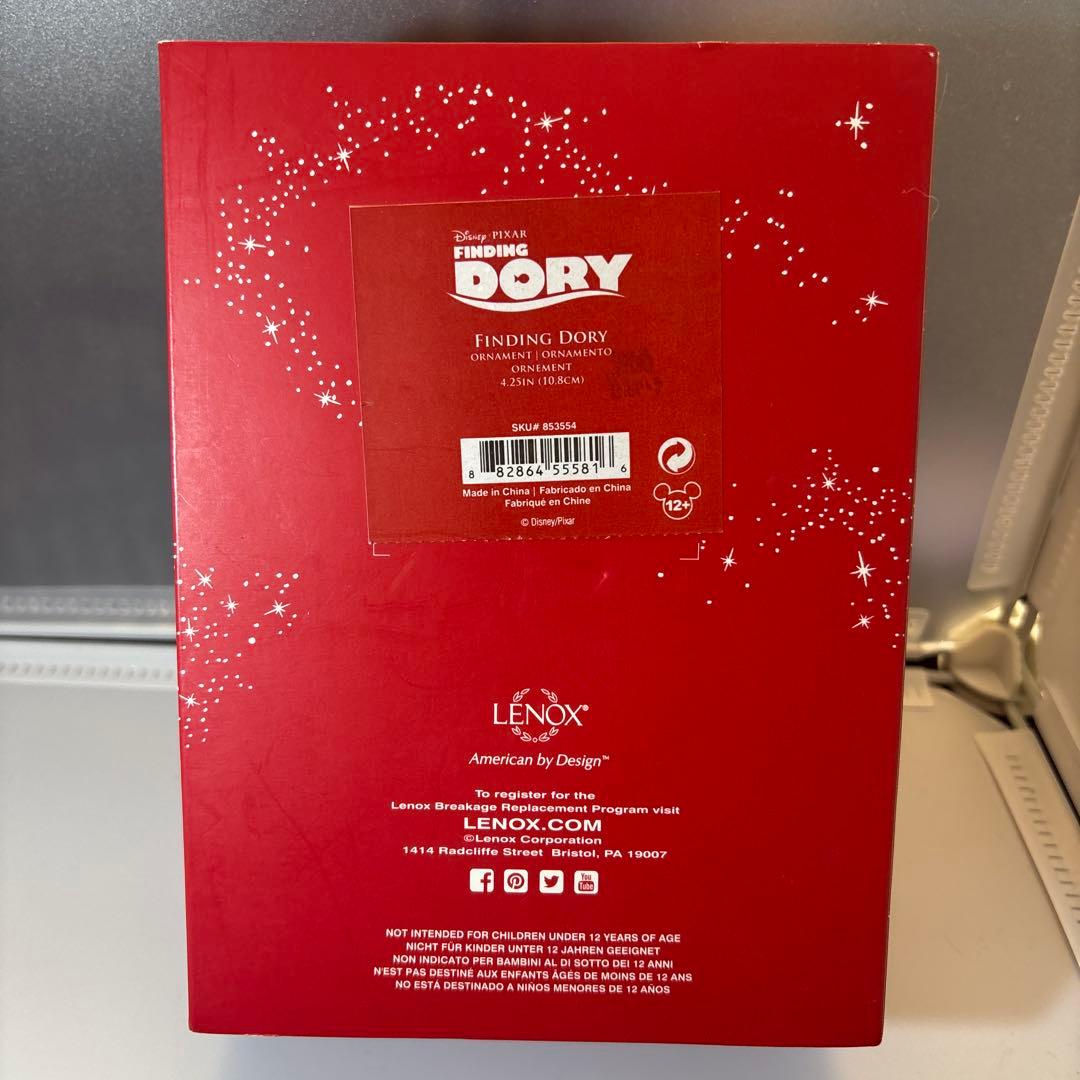 Disney · PIXAR
FINDING
DORY
FINDING DORY
ORNAMENT | ORNAMENTO
ORNEMENT
4.25IN (10.8CM)
SKU# 853554
8 82864 55581 6
Made in China | Fabricado en China
Fabriqué en Chine
12+
© Disney/Pixar
LENOX®
American by Design™
To register for the
Lenox Breakage Replacement Program visit
LENOX.COM
©Lenox Corporation
1414 Radcliffe Street Bristol, PA 19007
You
Tube
NOT INTENDED FOR CHILDREN UNDER 12 YEARS OF AGE
NICHT FÜR KINDER UNTER 12 JAHREN GEEIGNET
NON INDICATO PER BAMBINI AL DI SOTTO DEI 12 ANNI
N'EST PAS DESTINÉ AUX ENFANTS ÂGÉS DE MOINS DE 12 ANS
NO ESTÁ DESTINADO A NIÑOS MENORES DE 12 AÑOS